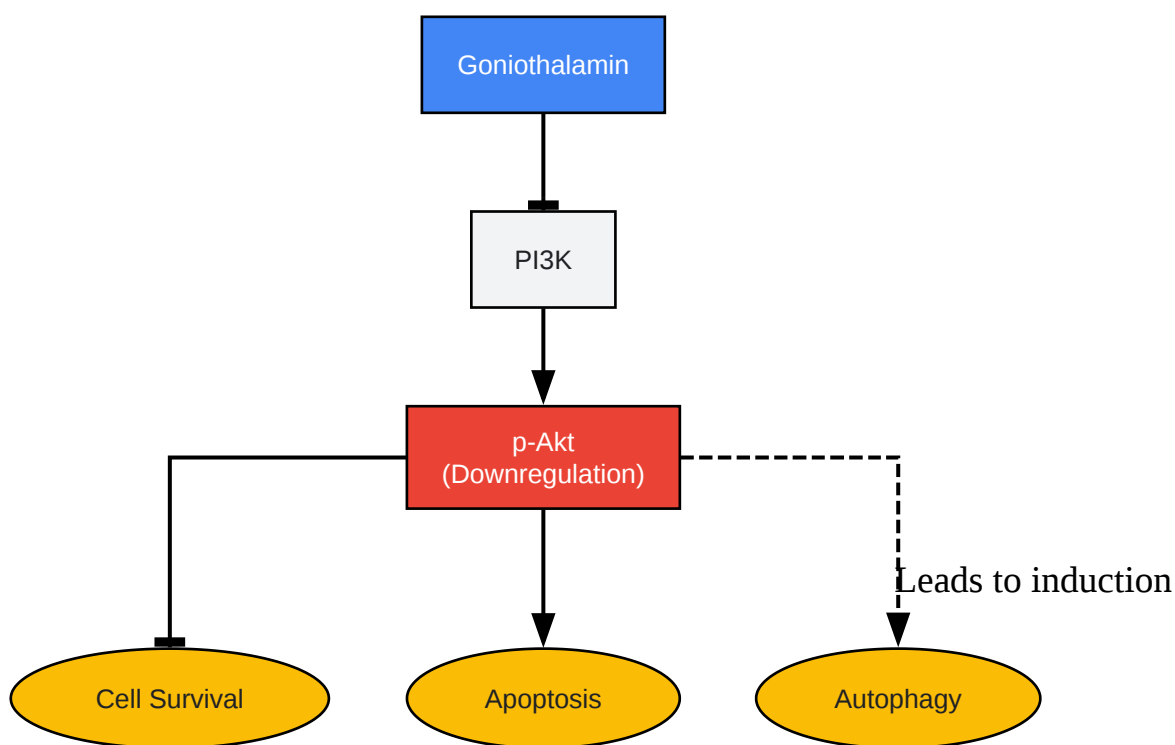 Goniothalamin
PI3K
p-Akt
(Downregulation)
Leads to induction
Cell Survival
Apoptosis
Autophagy